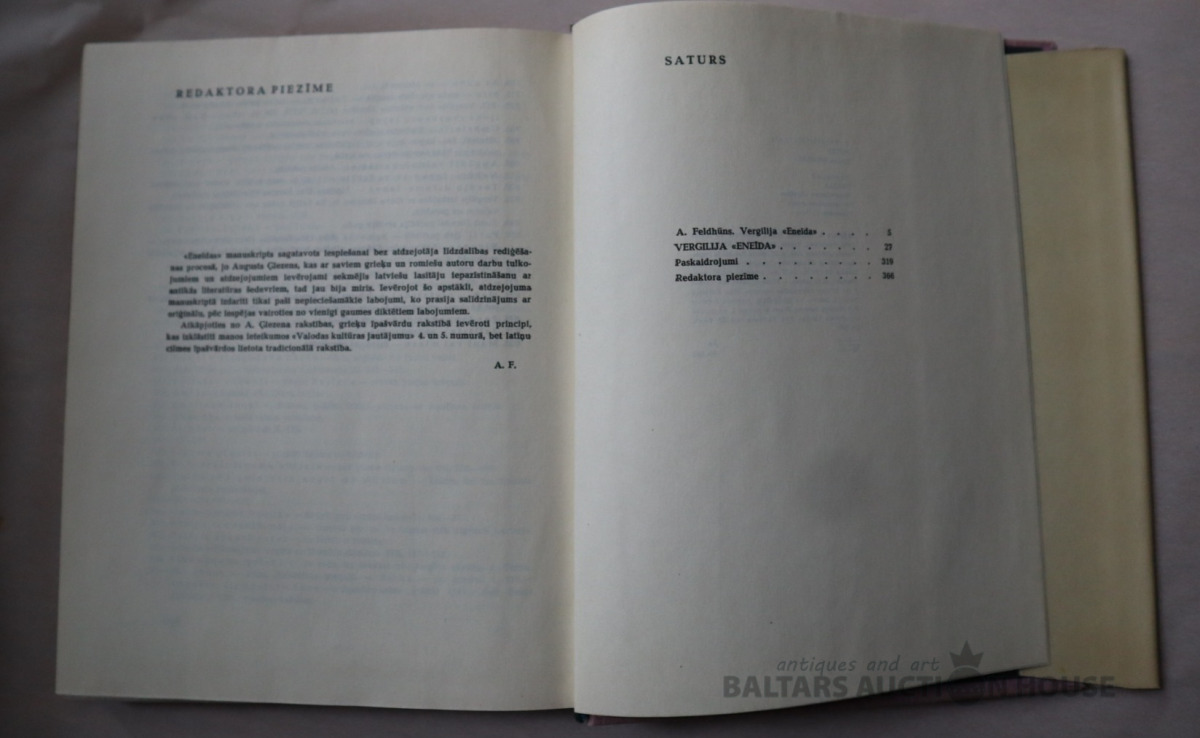 REDAKTORA PIEZĪME
«Eneīdas» manuskripts sagatavots iespiešanai bez atdzejotāja līdzdalības rediģēša-
nas procesā, jo Augusts Ģiezens, kas ar saviem grieķu un romiešu autoru darbu tulko-
jumiem un atdzejojumiem ievērojami sekmējis latviešu lasītāju iepazīstināšanu ar
antīkās literatūras šedevriem, tad jau bija miris. Ievērojot šo apstākli, atdzejojuma
manuskriptā izdarīti tikai paši nepieciešamākie labojumi, ko prasīja salīdzinājums ar
oriģinālu, pēc iespējas vairoties no vienīgi gaumes diktētiem labojumiem.
Atkāpjoties no A. Ģiezena rakstības, grieķu īpašvārdu rakstībā ievēroti principi,
kas izklāstīti manos ieteikumos «Valodas kultūras jautājumu» 4. un 5. numurā, bet latīņu
cilmes īpašvārdos lietota tradicionālā rakstība.
A. F.
SATURS
A. Feldhūns. Vergilija «Eneīda» . . . . 5
VERGILIJA «ENEĪDA» . . . . . . . 27
Paskaidrojumi . . . . . . . . . 319
Redaktora piezīme . . . . . . . . 366
antiques and art
BALTARS AUCTION HOUSE